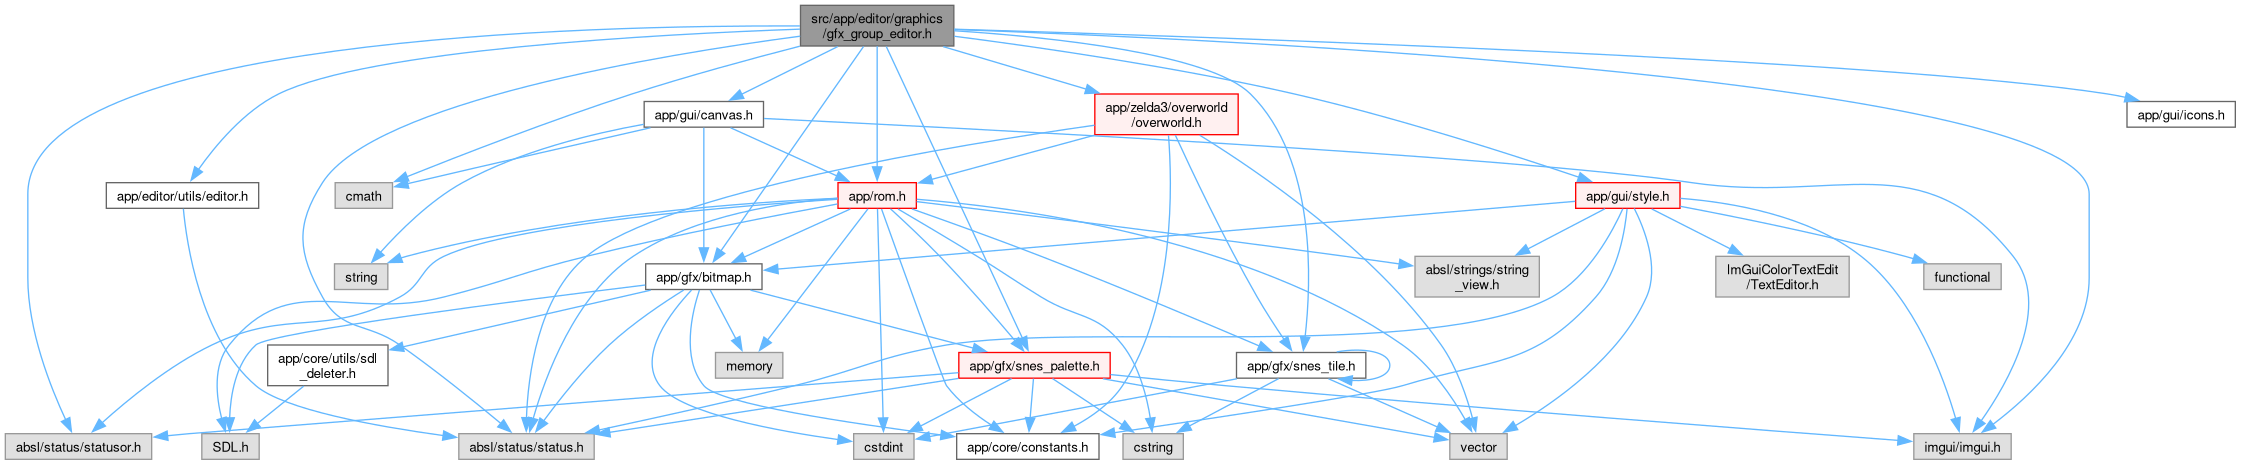 src/app/editor/graphics
/gfx_group_editor.h
app/zelda3/overworld
/overworld.h
app/gui/canvas.h
app/gui/icons.h
app/editor/utils/editor.h
cmath
app/rom.h
app/gui/style.h
string
app/gfx/bitmap.h
absl/strings/string
_view.h
ImGuiColorTextEdit
/TextEditor.h
functional
app/core/utils/sdl
_deleter.h
memory
app/gfx/snes_palette.h
app/gfx/snes_tile.h
absl/status/statusor.h
SDL.h
absl/status/status.h
cstdint
app/core/constants.h
cstring
vector
imgui/imgui.h